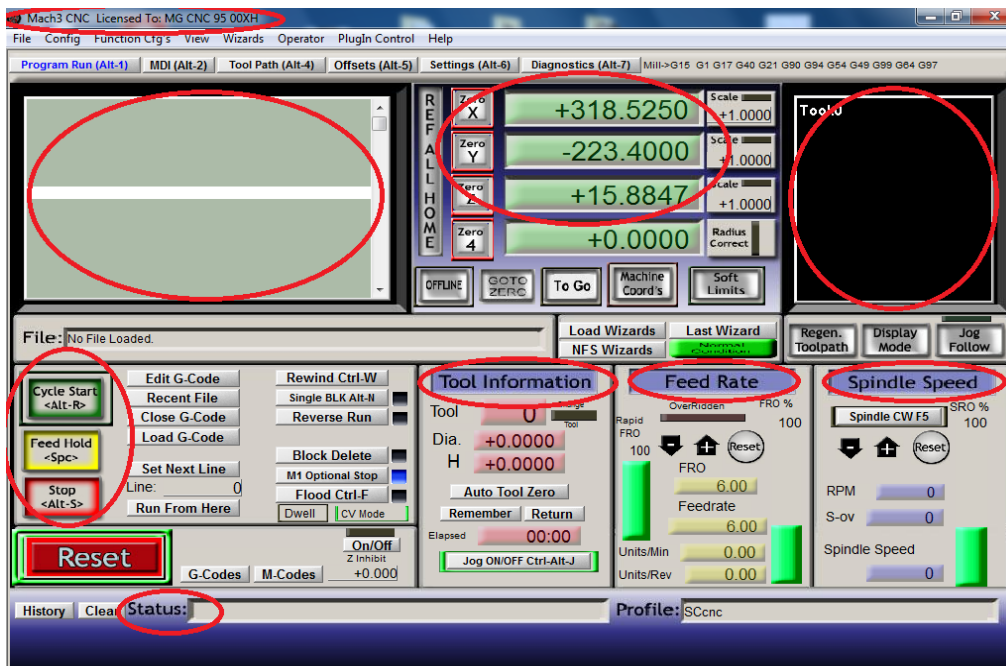 Mach3 CNC Licensed To: MG CNC 95 00XH
File Config Function Cfg's View Wizards Operator PlugIn Control Help
Program Run (Alt-1) MDI (Alt-2) Tool Path (Alt-4) Offsets (Alt-5) Settings (Alt-6) Diagnostics (Alt-7) Mill->G15 G1 G17 G40 G21 G90 G94 G54 G49 G99 G64 G97
REF ALL HOME
Zero X +318.5250 Scale +1.0000
Zero Y -223.4000 Scale +1.0000
Zero Z +15.8847 Scale +1.0000
Zero 4 +0.0000 Radius Correct
OFFLINE GOTO ZERO To Go Machine Coord's Soft Limits
Tool:0
File: No File Loaded.
Load Wizards Last Wizard
NFS Wizards Normal Condition
Regen. Toolpath Display Mode Jog Follow
Cycle Start <Alt-R>
Feed Hold <Spc>
Stop <Alt-S>
Edit G-Code
Recent File
Close G-Code
Load G-Code
Set Next Line
Line: 0
Run From Here
Rewind Ctrl-W
Single BLK Alt-N
Reverse Run
Block Delete
M1 Optional Stop
Flood Ctrl-F
Dwell CV Mode
Reset
G-Codes M-Codes
On/Off
Z Inhibit
+0.000
Tool Information
Tool 0
Tool
Dia. +0.0000
H +0.0000
Auto Tool Zero
Remember Return
Elapsed 00:00
Jog ON/OFF Ctrl-Alt-J
Feed Rate
OverRidden FRO %
100
Rapid FRO
100
Reset
FRO
6.00
Feedrate
6.00
Units/Min 0.00
Units/Rev 0.00
Spindle Speed
Spindle CW F5 SRO %
100
Reset
RPM 0
S-ov 0
Spindle Speed
0
History Clear Status:
Profile: SCcnc